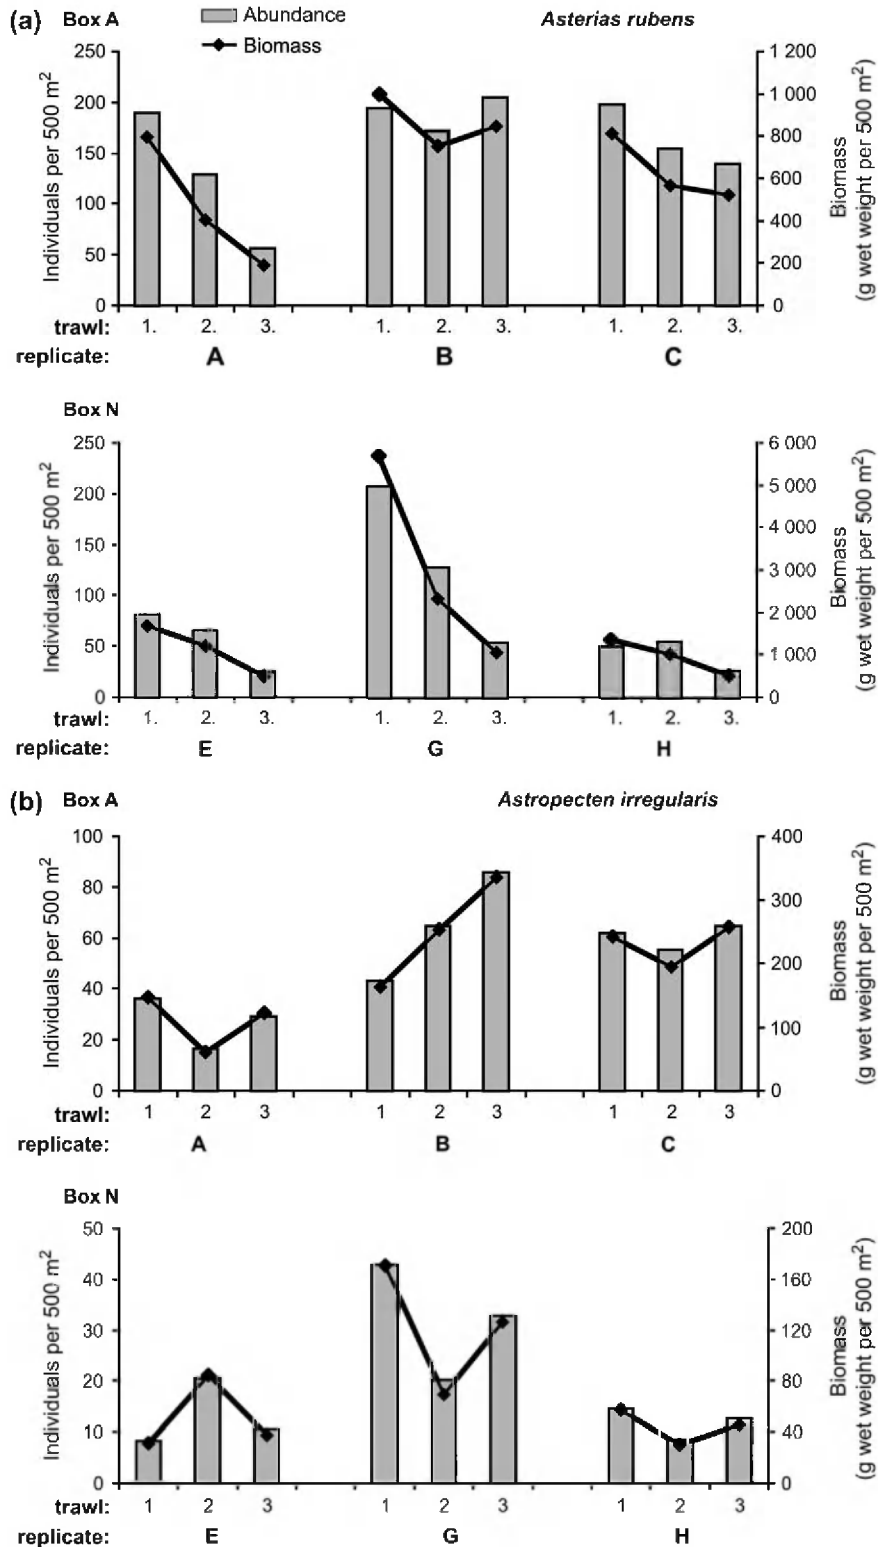 (a) Box A
Abundance
Biomass
Asterias rubens
Individuals per 500 m²
250
200
150
100
50
0
1 200
1 000
800
600
400
200
0
Biomass
(g wet weight per 500 m²)
trawl: 1. 2. 3. 1. 2. 3. 1. 2. 3.
replicate: A B C
Box N
Individuals per 500 m²
250
200
150
100
50
0
6 000
5 000
4 000
3 000
2 000
1 000
0
Biomass
(g wet weight per 500 m²)
trawl: 1. 2. 3. 1. 2. 3. 1. 2. 3.
replicate: E G H
(b) Box A
Astropecten irregularis
Individuals per 500 m²
100
80
60
40
20
0
400
300
200
100
0
Biomass
(g wet weight per 500 m²)
trawl: 1 2 3 1 2 3 1 2 3
replicate: A B C
Box N
Individuals per 500 m²
50
40
30
20
10
0
200
160
120
80
40
0
Biomass
(g wet weight per 500 m²)
trawl: 1 2 3 1 2 3 1 2 3
replicate: E G H